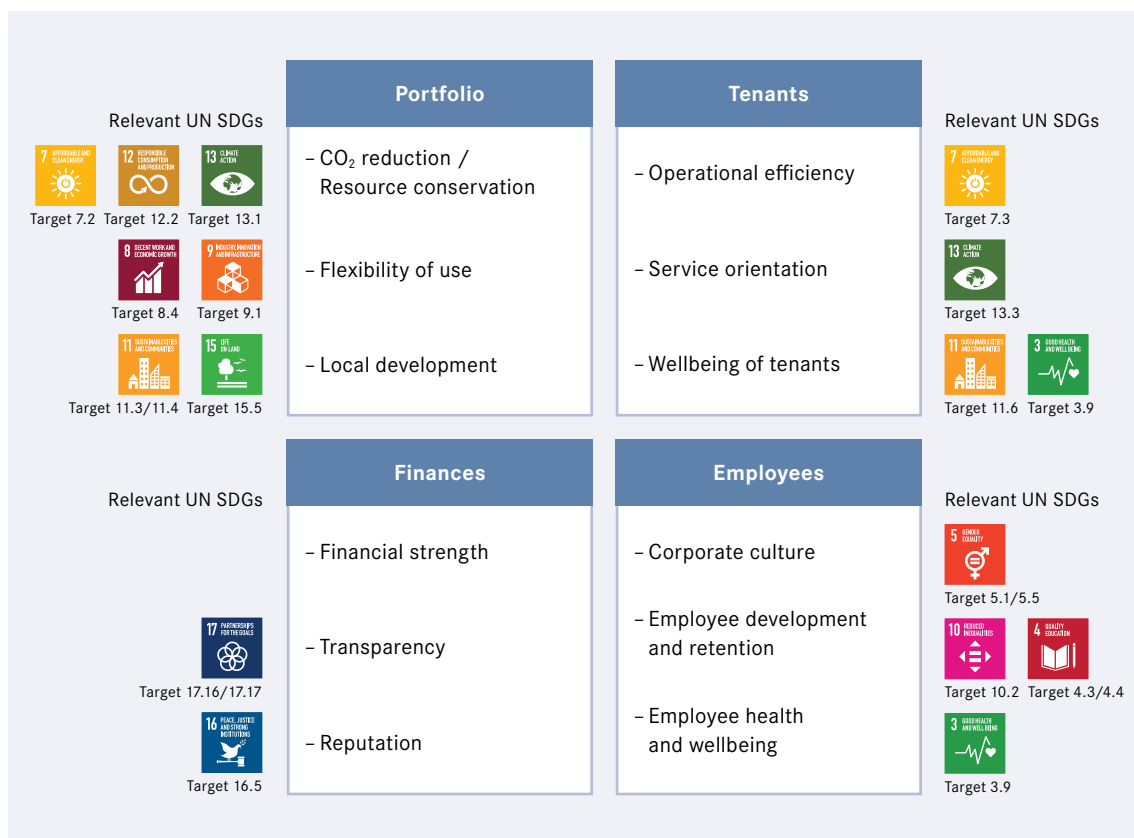 Portfolio
Relevant UN SDGs
7 AFFORDABLE AND
CLEAN ENERGY
12 RESPONSIBLE
CONSUMPTION
AND PRODUCTION
13 CLIMATE
ACTION
Target 7.2
Target 12.2
Target 13.1
8 DECENT WORK AND
ECONOMIC GROWTH
9 INDUSTRY, INNOVATION
AND INFRASTRUCTURE
Target 8.4
Target 9.1
11 SUSTAINABLE CITIES
AND COMMUNITIES
15 LIFE
ON LAND
Target 11.3/11.4
Target 15.5
– CO₂ reduction /
Resource conservation
– Flexibility of use
– Local development
Tenants
– Operational efficiency
– Service orientation
– Wellbeing of tenants
Relevant UN SDGs
7 AFFORDABLE AND
CLEAN ENERGY
Target 7.3
13 CLIMATE
ACTION
Target 13.3
11 SUSTAINABLE CITIES
AND COMMUNITIES
3 GOOD HEALTH
AND WELL BEING
Target 11.6
Target 3.9
Finances
Relevant UN SDGs
17 PARTNERSHIPS
FOR THE GOALS
Target 17.16/17.17
16 PEACE, JUSTICE
AND STRONG
INSTITUTIONS
Target 16.5
– Financial strength
– Transparency
– Reputation
Employees
– Corporate culture
– Employee development
and retention
– Employee health
and wellbeing
Relevant UN SDGs
5 GENDER
EQUALITY
Target 5.1/5.5
10 REDUCED
INEQUALITIES
4 QUALITY
EDUCATION
Target 10.2
Target 4.3/4.4
3 GOOD HEALTH
AND WELL BEING
Target 3.9